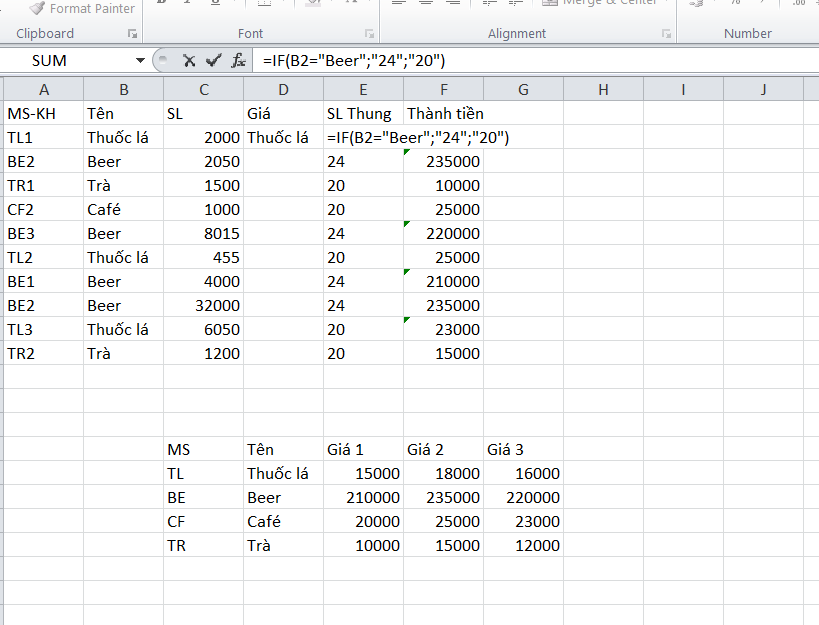 Format Painter
Merge & Center
Clipboard Font Alignment Number
SUM =IF(B2="Beer";"24";"20")
A B C D E F G H I J
MS-KH Tên SL Giá SL Thung Thành tiền
TL1 Thuốc lá 2000 Thuốc lá =IF(B2="Beer";"24";"20")
BE2 Beer 2050 24 235000
TR1 Trà 1500 20 10000
CF2 Café 1000 20 25000
BE3 Beer 8015 24 220000
TL2 Thuốc lá 455 20 25000
BE1 Beer 4000 24 210000
BE2 Beer 32000 24 235000
TL3 Thuốc lá 6050 20 23000
TR2 Trà 1200 20 15000
MS Tên Giá 1 Giá 2 Giá 3
TL Thuốc lá 15000 18000 16000
BE Beer 210000 235000 220000
CF Café 20000 25000 23000
TR Trà 10000 15000 12000